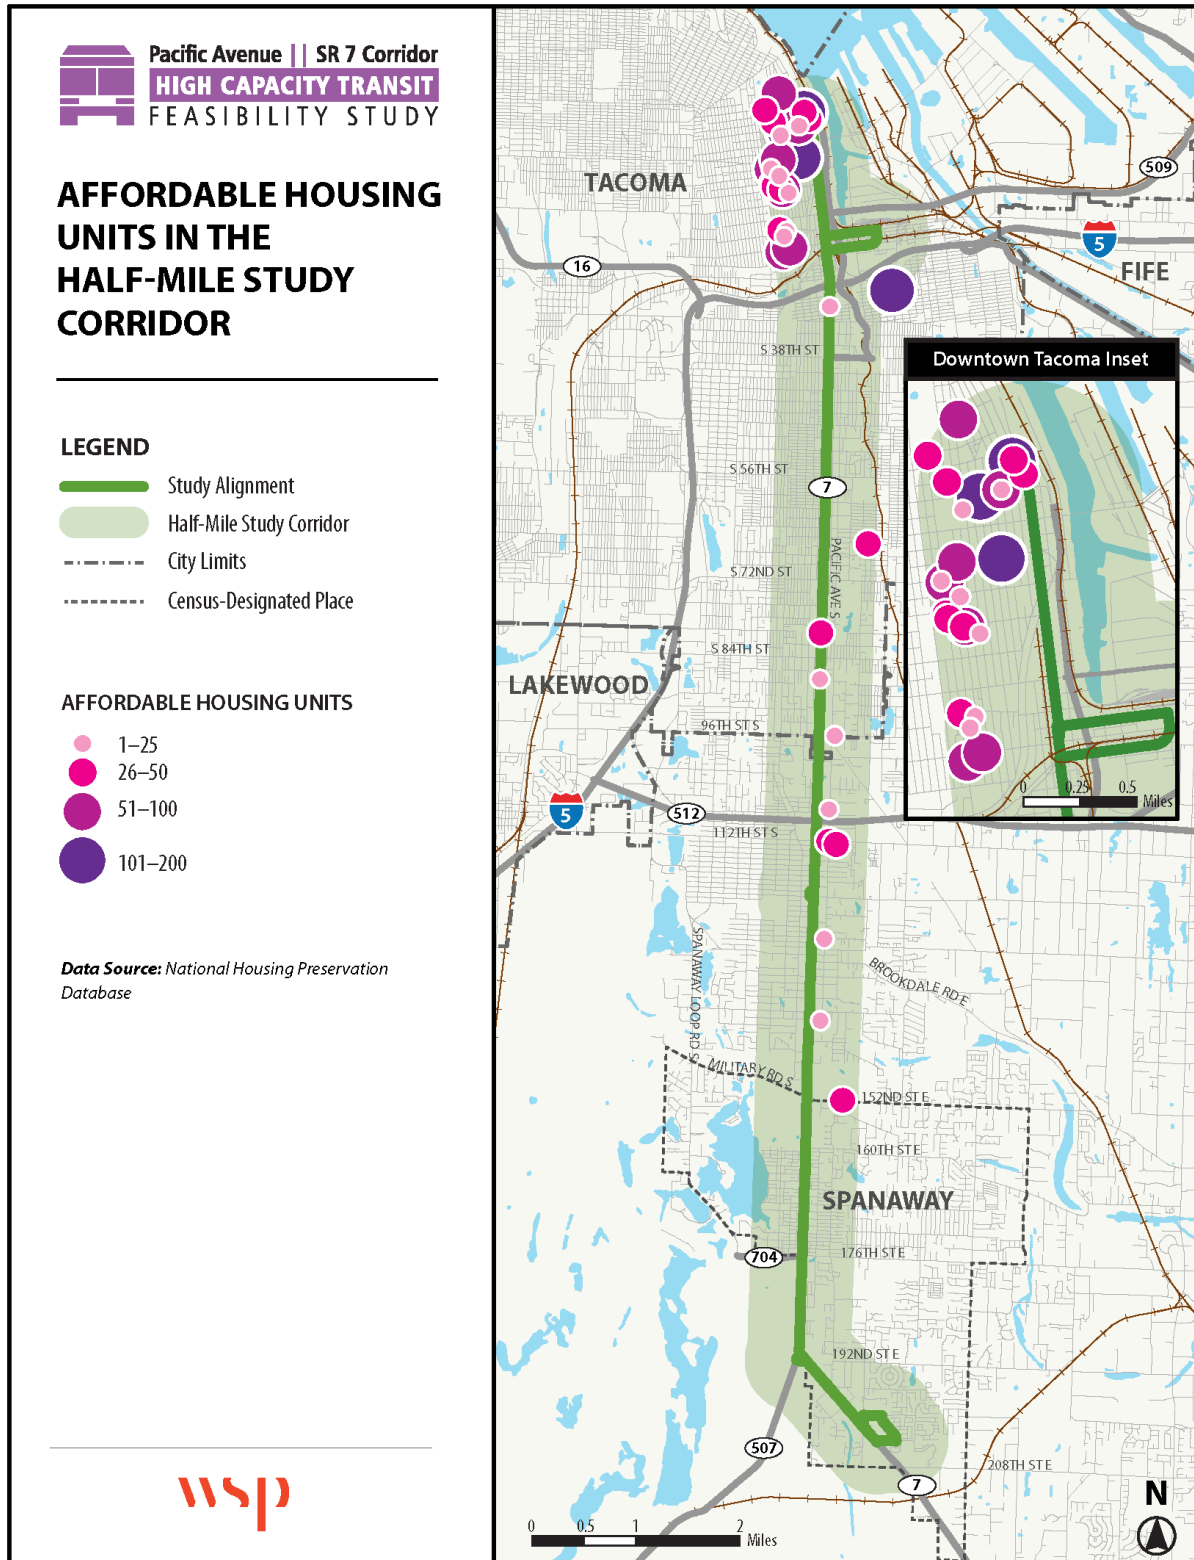 Pacific Avenue || SR 7 Corridor
HIGH CAPACITY TRANSIT
FEASIBILITY STUDY
AFFORDABLE HOUSING
UNITS IN THE
HALF-MILE STUDY
CORRIDOR
LEGEND
Study Alignment
Half-Mile Study Corridor
City Limits
Census-Designated Place
AFFORDABLE HOUSING UNITS
1–25
26–50
51–100
101–200
Data Source: National Housing Preservation
Database
wsp
TACOMA
509
5
16
FIFE
S 38TH ST
Downtown Tacoma Inset
0 0.25 0.5
Miles
S 56TH ST
7
PACIFIC AVE S
S 72ND ST
S 84TH ST
LAKEWOOD
96TH ST S
5
512
112TH ST S
SPANAWAY LOOP RD S
BROOKDALE RD E
MILITARY RD S
152ND ST E
160TH ST E
SPANAWAY
704
176TH ST E
192ND ST E
507
208TH ST E
7
N
0 0.5 1 2
Miles